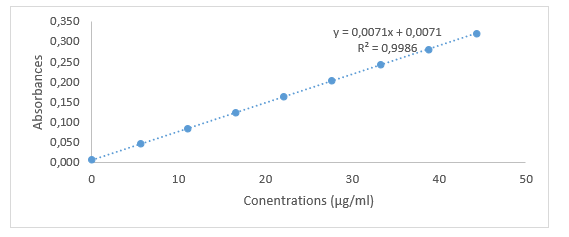 0,350
0,300
0,250
0,200
0,150
0,100
0,050
0,000
Absorbances
y = 0,0071x + 0,0071
R² = 0,9986
0 10 20 30 40 50
Conentrations (µg/ml)